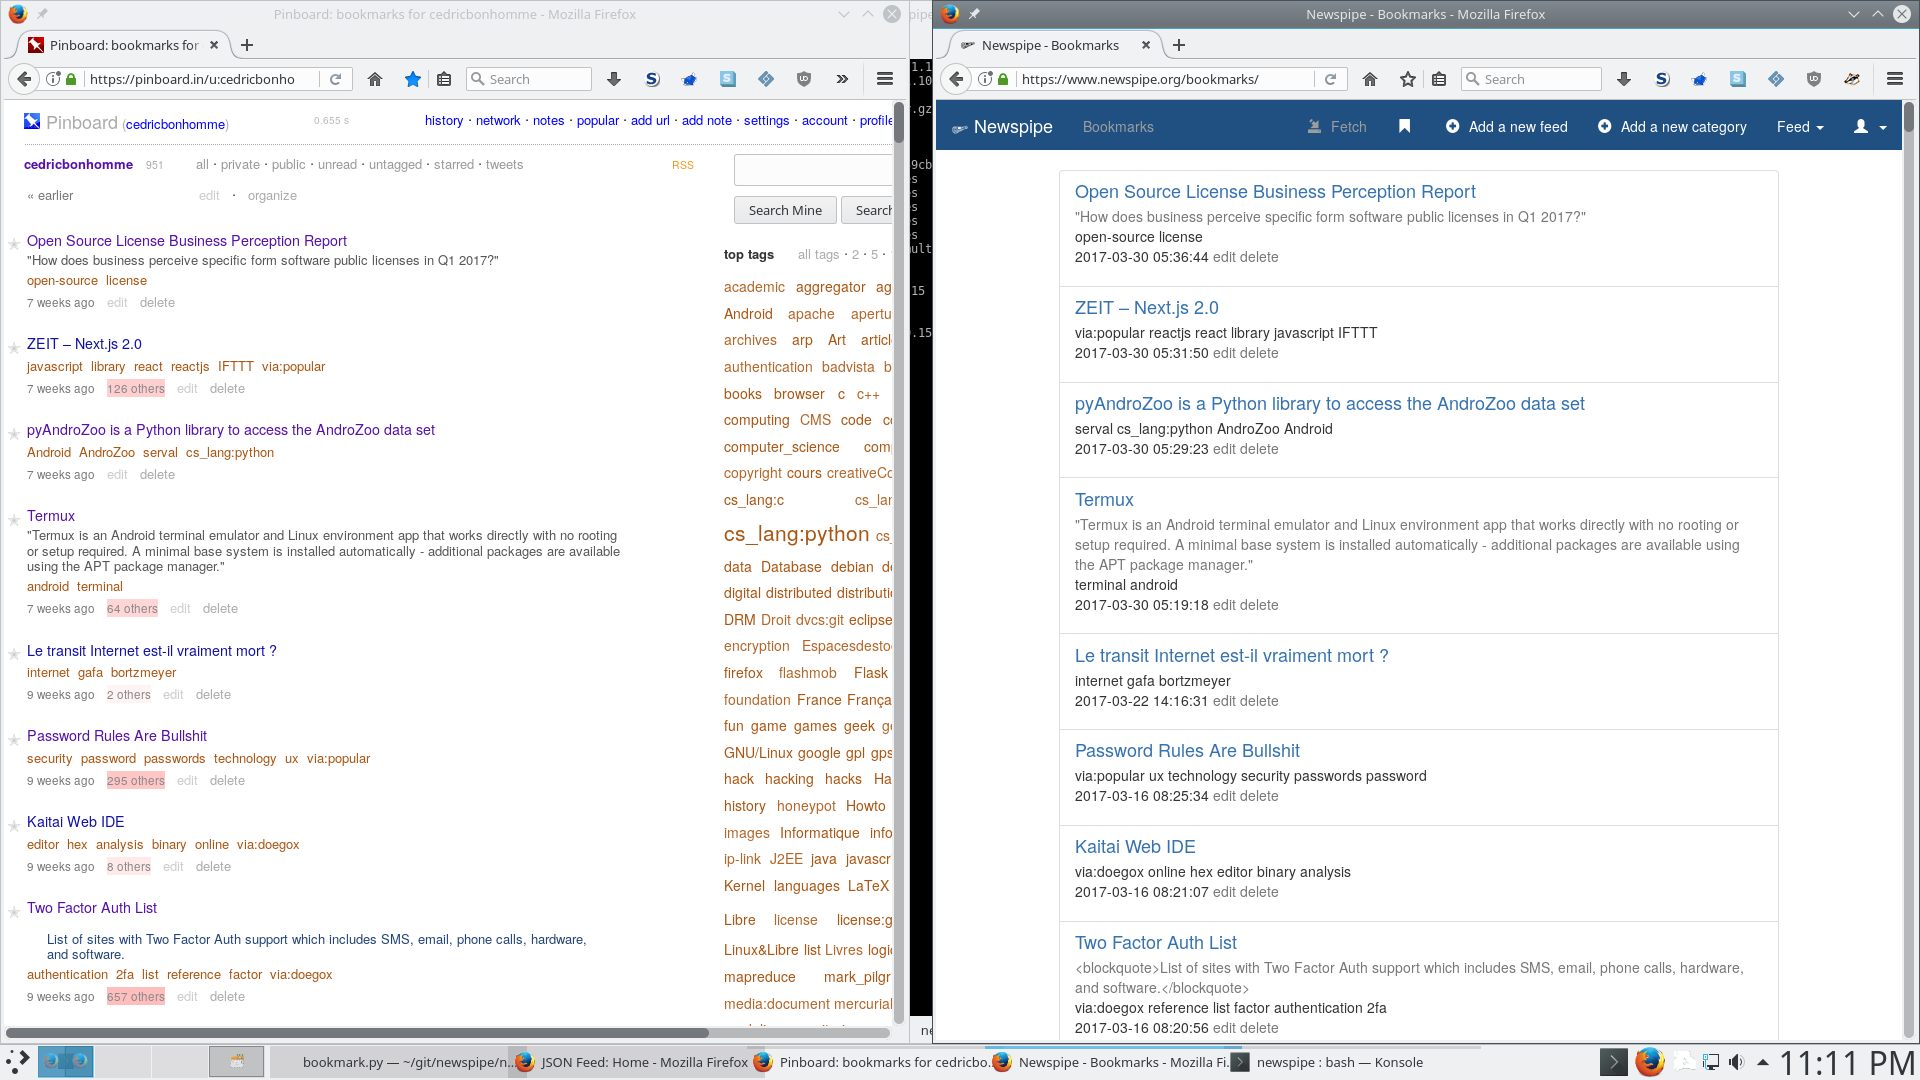 Pinboard: bookmarks for cedricbonhomme - Mozilla Firefox
Pinboard: bookmarks for
https://pinboard.in/u:cedricbonho
Search
Pinboard (cedricbonhomme)
0.655 s
history · network · notes · popular · add url · add note · settings · account · profile
cedricbonhomme 951 all · private · public · unread · untagged · starred · tweets RSS
« earlier edit · organize
Search Mine
Search
Open Source License Business Perception Report
"How does business perceive specific form software public licenses in Q1 2017?"
open-source license
7 weeks ago edit delete
ZEIT – Next.js 2.0
javascript library react reactjs IFTTT via:popular
7 weeks ago 126 others edit delete
pyAndroZoo is a Python library to access the AndroZoo data set
Android AndroZoo serval cs_lang:python
7 weeks ago edit delete
Termux
"Termux is an Android terminal emulator and Linux environment app that works directly with no rooting
or setup required. A minimal base system is installed automatically - additional packages are available
using the APT package manager."
android terminal
7 weeks ago 64 others edit delete
Le transit Internet est-il vraiment mort ?
internet gafa bortzmeyer
9 weeks ago 2 others edit delete
Password Rules Are Bullshit
security password passwords technology ux via:popular
9 weeks ago 295 others edit delete
Kaitai Web IDE
editor hex analysis binary online via:doegox
9 weeks ago 8 others edit delete
Two Factor Auth List
List of sites with Two Factor Auth support which includes SMS, email, phone calls, hardware,
and software.
authentication 2fa list reference factor via:doegox
9 weeks ago 657 others edit delete
top tags all tags · 2 · 5 ·
academic aggregator ag
Android apache apertu
archives arp Art articl
authentication badvista b
books browser c c++
computing CMS code c
computer_science com
copyright cours creativeCo
cs_lang:c cs_lar
cs_lang:python cs_
data Database debian d
digital distributed distributi
DRM Droit dvcs:git eclipse
encryption Espacesdesto
firefox flashmob Flask
foundation France França
fun game games geek g
GNU/Linux google gpl gps
hack hacking hacks Ha
history honeypot Howto
images Informatique info
ip-link J2EE java javascr
Kernel languages LaTeX
Libre license license:g
Linux&Libre list Livres logic
mapreduce mark_pilgr
media:document mercurial
pipe
1.1
.10
.gz
9cb
s
s
s
s
s
ult
15
.15
ne
Newspipe - Bookmarks - Mozilla Firefox
Newspipe - Bookmarks
https://www.newspipe.org/bookmarks/
Search
Newspipe Bookmarks Fetch Add a new feed Add a new category Feed
Open Source License Business Perception Report
"How does business perceive specific form software public licenses in Q1 2017?"
open-source license
2017-03-30 05:36:44 edit delete
ZEIT – Next.js 2.0
via:popular reactjs react library javascript IFTTT
2017-03-30 05:31:50 edit delete
pyAndroZoo is a Python library to access the AndroZoo data set
serval cs_lang:python AndroZoo Android
2017-03-30 05:29:23 edit delete
Termux
"Termux is an Android terminal emulator and Linux environment app that works directly with no rooting or
setup required. A minimal base system is installed automatically - additional packages are available using
the APT package manager."
terminal android
2017-03-30 05:19:18 edit delete
Le transit Internet est-il vraiment mort ?
internet gafa bortzmeyer
2017-03-22 14:16:31 edit delete
Password Rules Are Bullshit
via:popular ux technology security passwords password
2017-03-16 08:25:34 edit delete
Kaitai Web IDE
via:doegox online hex editor binary analysis
2017-03-16 08:21:07 edit delete
Two Factor Auth List
&lt;blockquote&gt;List of sites with Two Factor Auth support which includes SMS, email, phone calls, hardware,
and software.&lt;/blockquote&gt;
via:doegox reference list factor authentication 2fa
2017-03-16 08:20:56 edit delete
bookmark.py — ~/git/newspipe/n...
JSON Feed: Home - Mozilla Firefox
Pinboard: bookmarks for cedricbo...
Newspipe - Bookmarks - Mozilla Fi...
newspipe : bash — Konsole
11:11 PM